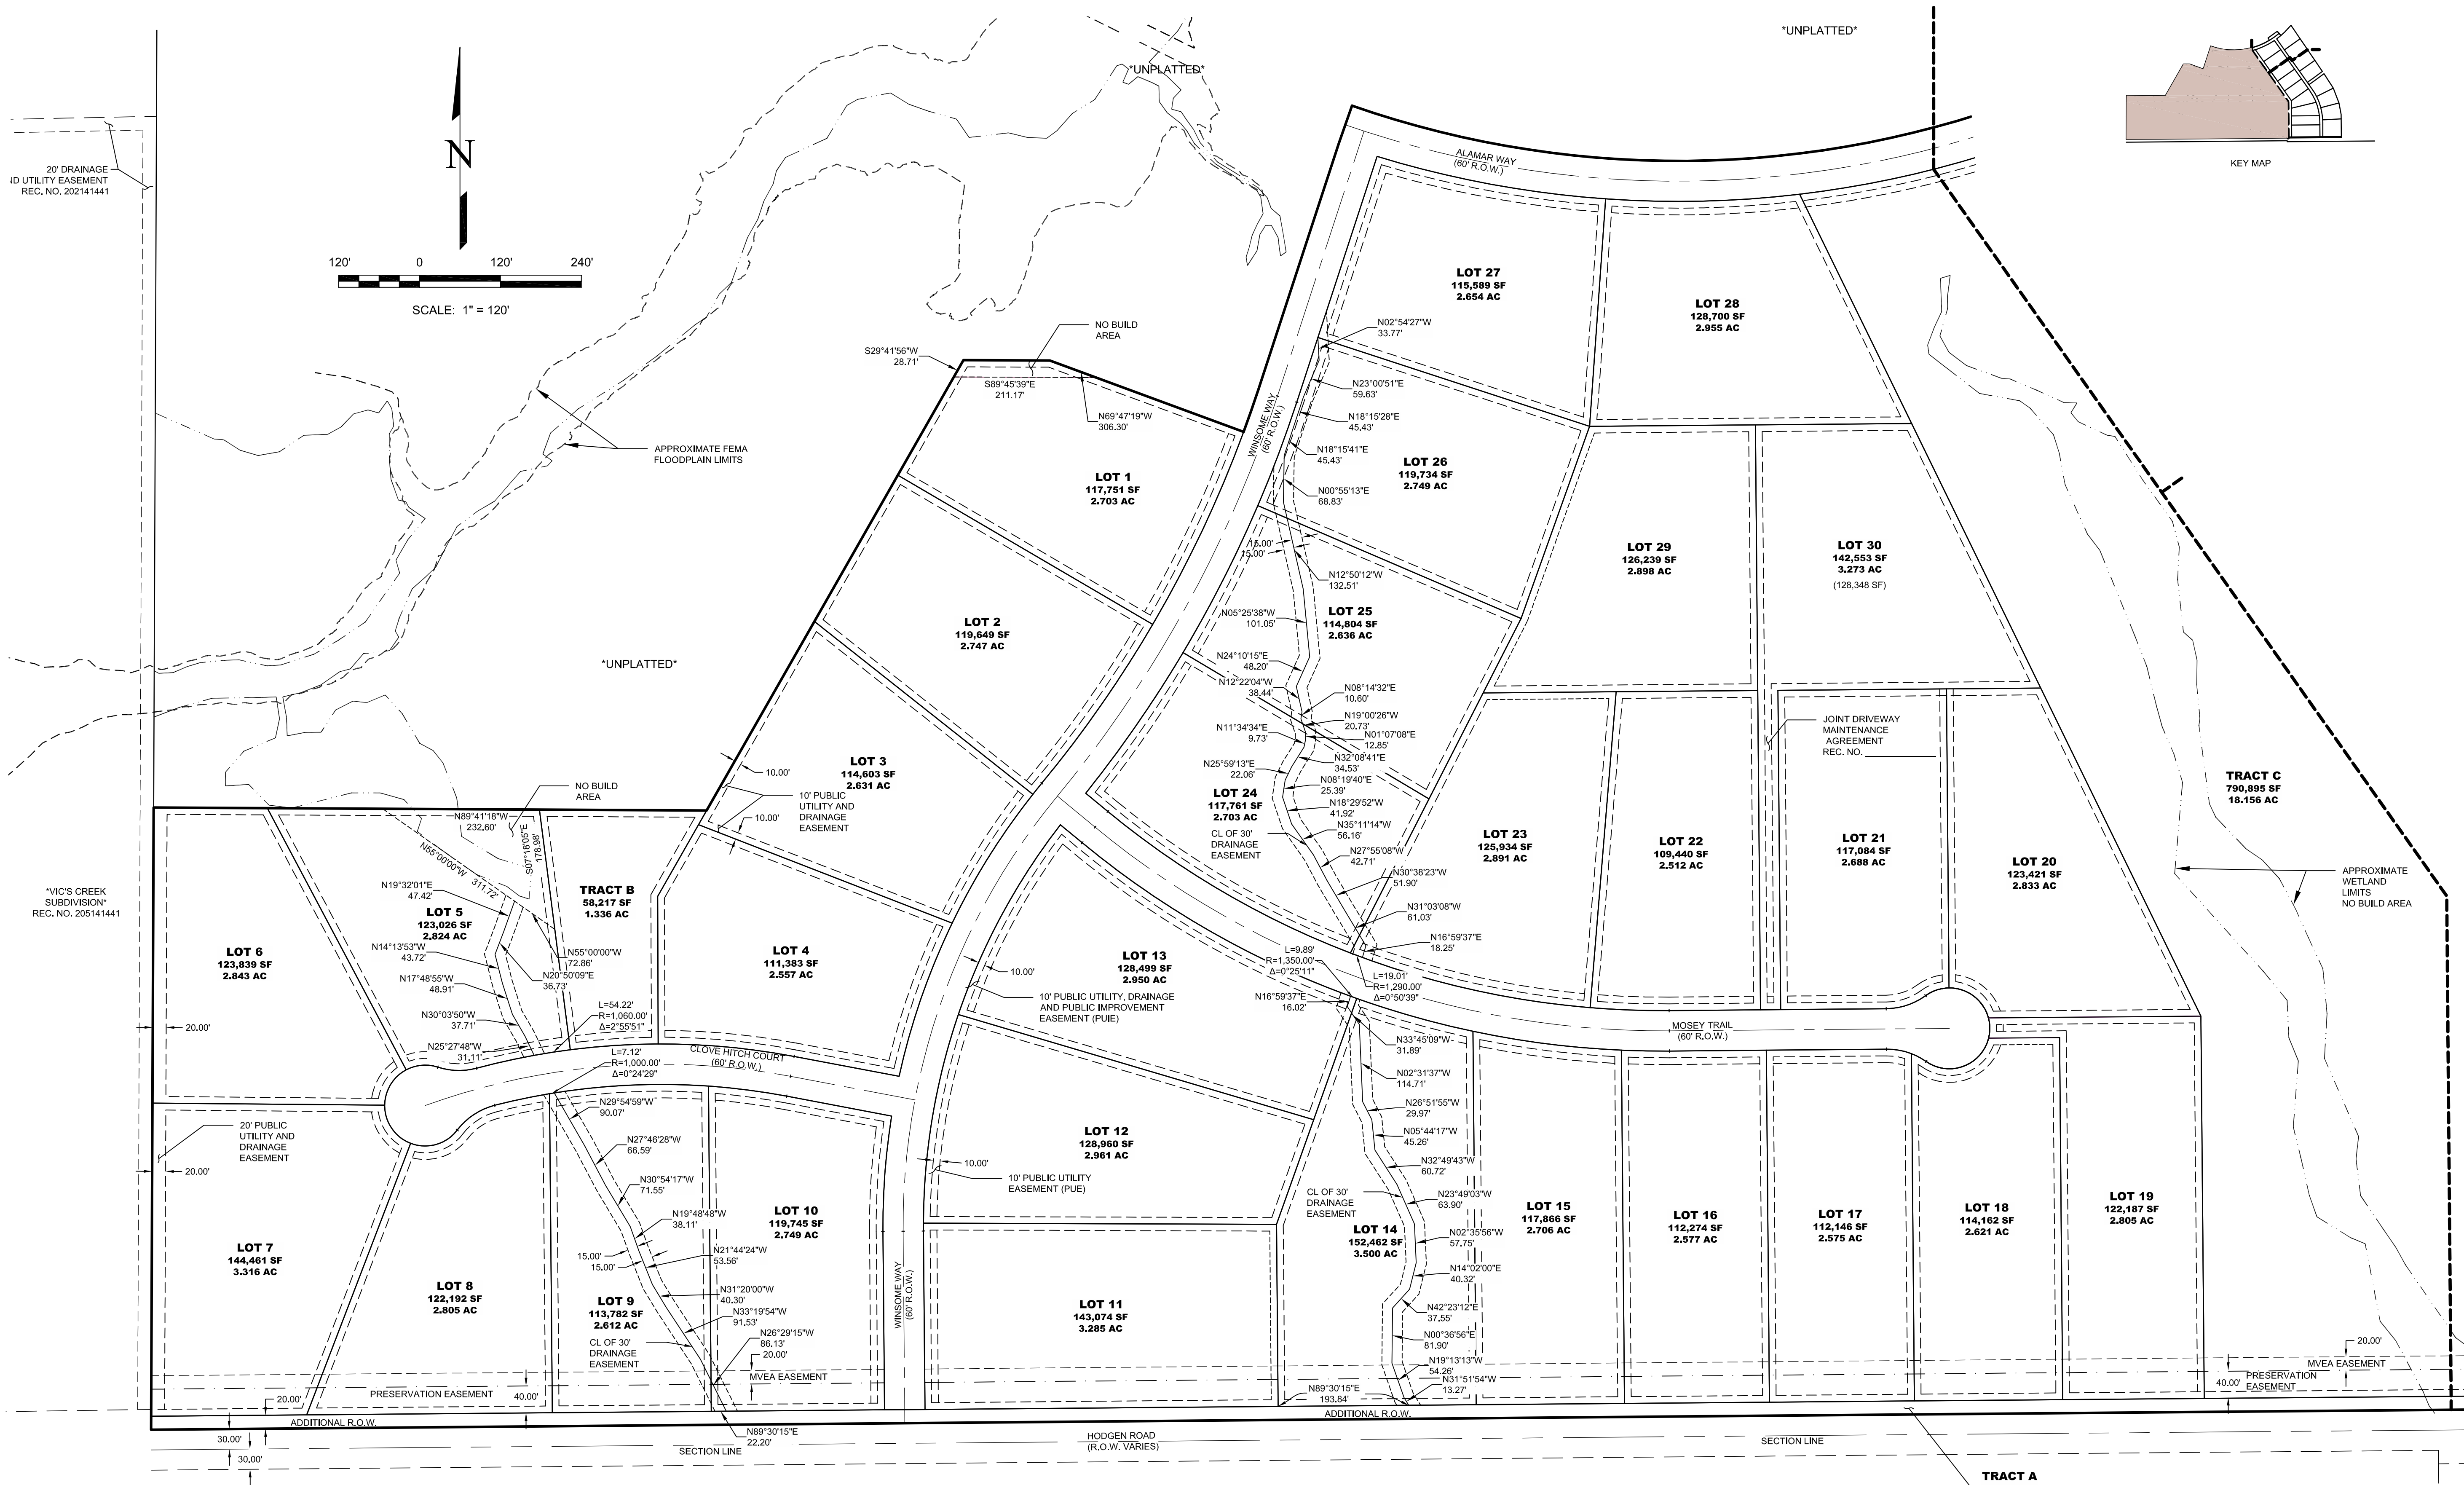 *UNPLATTED*
*UNPLATTED*
KEY MAP
20' DRAINAGE
ND UTILITY EASEMENT
REC. NO. 202141441
N
120' 0 120' 240'
SCALE: 1" = 120'
ALAMAR WAY
(60' R.O.W.)
LOT 27
115,589 SF
2.654 AC
LOT 28
128,700 SF
2.955 AC
NO BUILD
AREA
S29°41'56"W
28.71'
S89°45'39"E
211.17'
N69°47'19"W
306.30'
N02°54'27"W
33.77'
N23°00'51"E
59.63'
N18°15'28"E
45.43'
N18°15'41"E
45.43'
N00°55'13"E
68.83'
WINSOME WAY
(60' R.O.W.)
APPROXIMATE FEMA
FLOODPLAIN LIMITS
LOT 1
117,751 SF
2.703 AC
LOT 26
119,734 SF
2.749 AC
LOT 29
126,239 SF
2.898 AC
LOT 30
142,553 SF
3.273 AC
(128,348 SF)
15.00'
15.00'
N12°50'12"W
132.51'
N05°25'38"W
101.05'
LOT 25
114,804 SF
2.636 AC
LOT 2
119,649 SF
2.747 AC
*UNPLATTED*
N24°10'15"E
48.20'
N12°22'04"W
38.44'
N08°14'32"E
10.60'
N19°00'26"W
20.73'
N11°34'34"E
9.73'
N01°07'08"E
12.85'
N32°08'41"E
34.53'
N25°59'13"E
22.06'
N08°19'40"E
25.39'
LOT 24
117,761 SF
2.703 AC
N18°29'52"W
41.92'
N35°11'14"W
56.16'
CL OF 30'
DRAINAGE
EASEMENT
N27°55'08"W
42.71'
N30°38'23"W
51.90'
N31°03'08"W
61.03'
N16°59'37"E
18.25'
JOINT DRIVEWAY
MAINTENANCE
AGREEMENT
REC. NO.
TRACT C
790,895 SF
18.156 AC
LOT 3
114,603 SF
2.631 AC
10.00'
10' PUBLIC
UTILITY AND
DRAINAGE
EASEMENT
10.00'
NO BUILD
AREA
N89°41'18"W
232.60'
S07°18'05"E
178.98'
N55°00'00"W 311.72'
N19°32'01"E
47.42'
*VIC'S CREEK
SUBDIVISION*
REC. NO. 205141441
TRACT B
58,217 SF
1.336 AC
LOT 5
123,026 SF
2.824 AC
LOT 6
123,839 SF
2.843 AC
N14°13'53"W
43.72'
N55°00'00"W
72.86'
N20°50'09"E
36.73'
N17°48'55"W
48.91'
N30°03'50"W
37.71'
N25°27'48"W
31.11'
LOT 4
111,383 SF
2.557 AC
LOT 23
125,934 SF
2.891 AC
LOT 22
109,440 SF
2.512 AC
LOT 21
117,084 SF
2.688 AC
LOT 20
123,421 SF
2.833 AC
APPROXIMATE
WETLAND
LIMITS
NO BUILD AREA
LOT 13
128,499 SF
2.950 AC
10.00'
10' PUBLIC UTILITY, DRAINAGE
AND PUBLIC IMPROVEMENT
EASEMENT (PUIE)
L=9.89'
R=1,350.00'
Δ=0°25'11"
L=19.01'
R=1,290.00'
Δ=0°50'39"
N16°59'37"E
16.02'
MOSEY TRAIL
(60' R.O.W.)
20.00'
L=54.22'
R=1,060.00'
Δ=2°55'51"
L=7.12'
R=1,000.00'
Δ=0°24'29"
CLOVE HITCH COURT
(60' R.O.W.)
N33°45'09"W
31.89'
N02°31'37"W
114.71'
N26°51'55"W
29.97'
N05°44'17"W
45.26'
N32°49'43"W
60.72'
N23°49'03"W
63.90'
N02°35'56"W
57.75'
N14°02'00"E
40.32'
N42°23'12"E
37.55'
N00°36'56"E
81.90'
N19°13'13"W
54.26'
N31°51'54"W
13.27'
N89°30'15"E
193.84'
20' PUBLIC
UTILITY AND
DRAINAGE
EASEMENT
20.00'
N29°54'59"W
90.07'
N27°46'28"W
66.59'
N30°54'17"W
71.55'
N19°48'48"W
38.11'
15.00'
15.00'
N21°44'24"W
53.56'
N31°20'00"W
40.30'
N33°19'54"W
91.53'
N26°29'15"W
86.13'
20.00'
MVEA EASEMENT
LOT 12
128,960 SF
2.961 AC
10.00'
10' PUBLIC UTILITY
EASEMENT (PUE)
CL OF 30'
DRAINAGE
EASEMENT
LOT 7
144,461 SF
3.316 AC
LOT 8
122,192 SF
2.805 AC
LOT 9
113,782 SF
2.612 AC
CL OF 30'
DRAINAGE
EASEMENT
LOT 10
119,745 SF
2.749 AC
WINSOME WAY
(60' R.O.W.)
LOT 11
143,074 SF
3.285 AC
LOT 14
152,462 SF
3.500 AC
LOT 15
117,866 SF
2.706 AC
LOT 16
112,274 SF
2.577 AC
LOT 17
112,146 SF
2.575 AC
LOT 18
114,162 SF
2.621 AC
LOT 19
122,187 SF
2.805 AC
20.00'
MVEA EASEMENT
PRESERVATION
EASEMENT
40.00'
PRESERVATION EASEMENT
40.00'
20.00'
ADDITIONAL R.O.W.
ADDITIONAL R.O.W.
30.00'
30.00'
N89°30'15"E
22.20'
SECTION LINE
HODGEN ROAD
(R.O.W. VARIES)
SECTION LINE
TRACT A